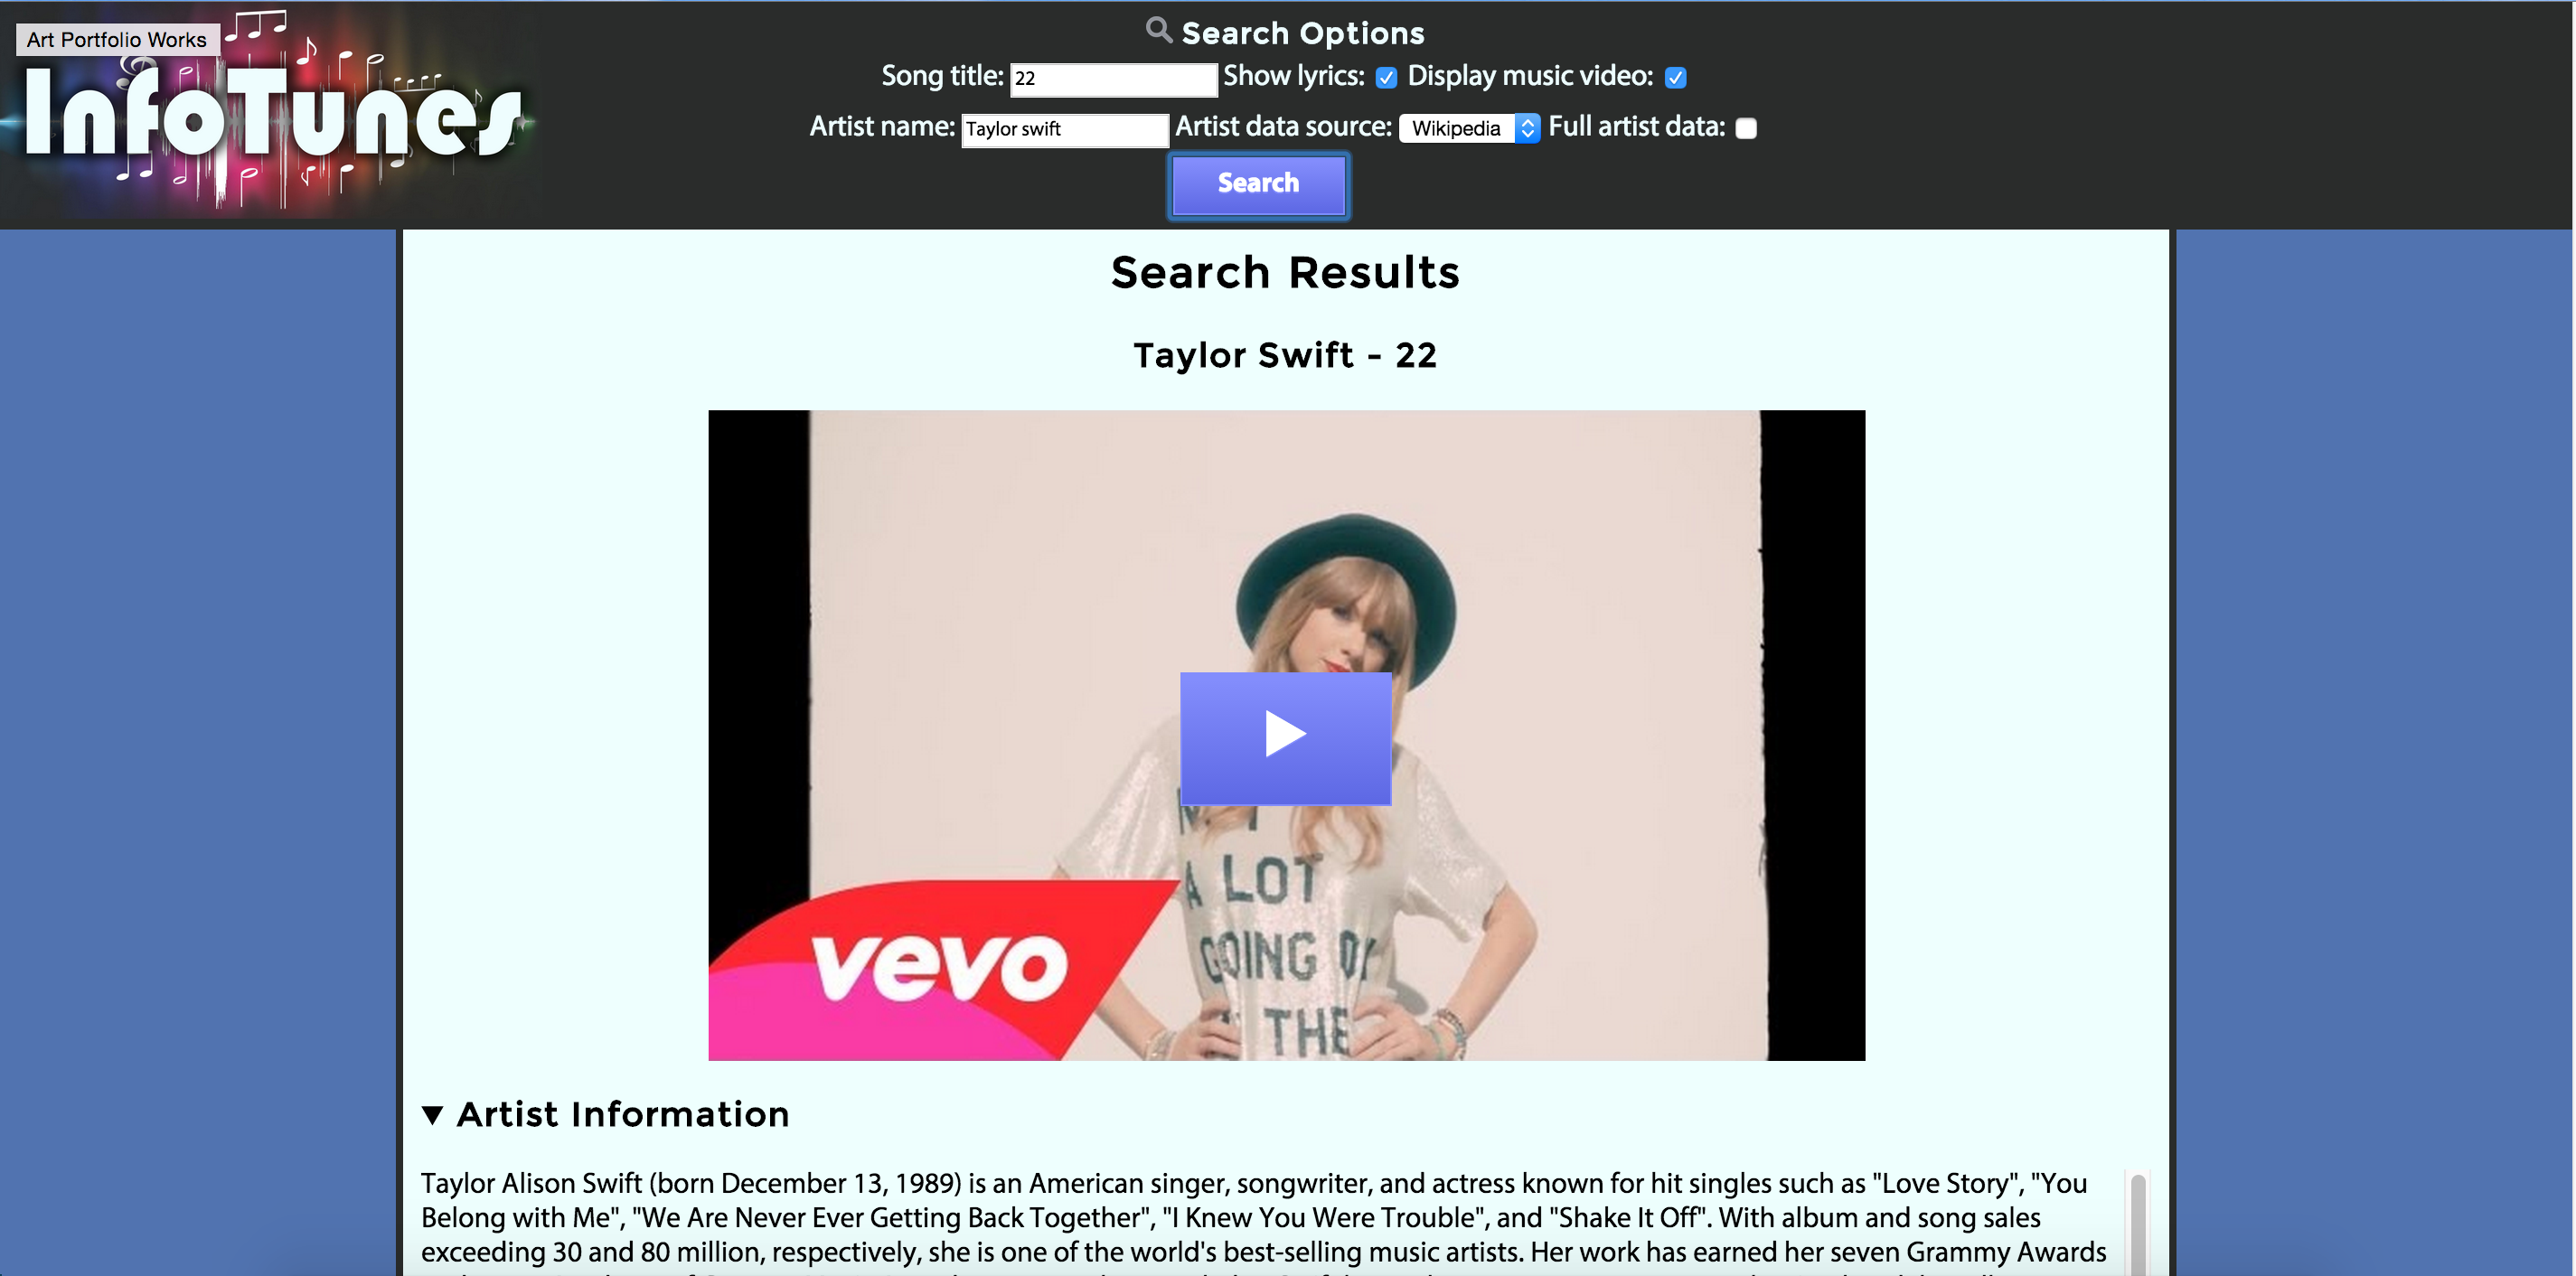 Art Portfolio Works
InfoTunes
Search Options
Song title: 22 Show lyrics: Display music video:
Artist name: Taylor swift Artist data source: Wikipedia Full artist data:
Search
Search Results
Taylor Swift - 22
A LOT
GOING
THE
vevo
Artist Information
Taylor Alison Swift (born December 13, 1989) is an American singer, songwriter, and actress known for hit singles such as "Love Story", "You
Belong with Me", "We Are Never Ever Getting Back Together", "I Knew You Were Trouble", and "Shake It Off". With album and song sales
exceeding 30 and 80 million, respectively, she is one of the world's best-selling music artists. Her work has earned her seven Grammy Awards